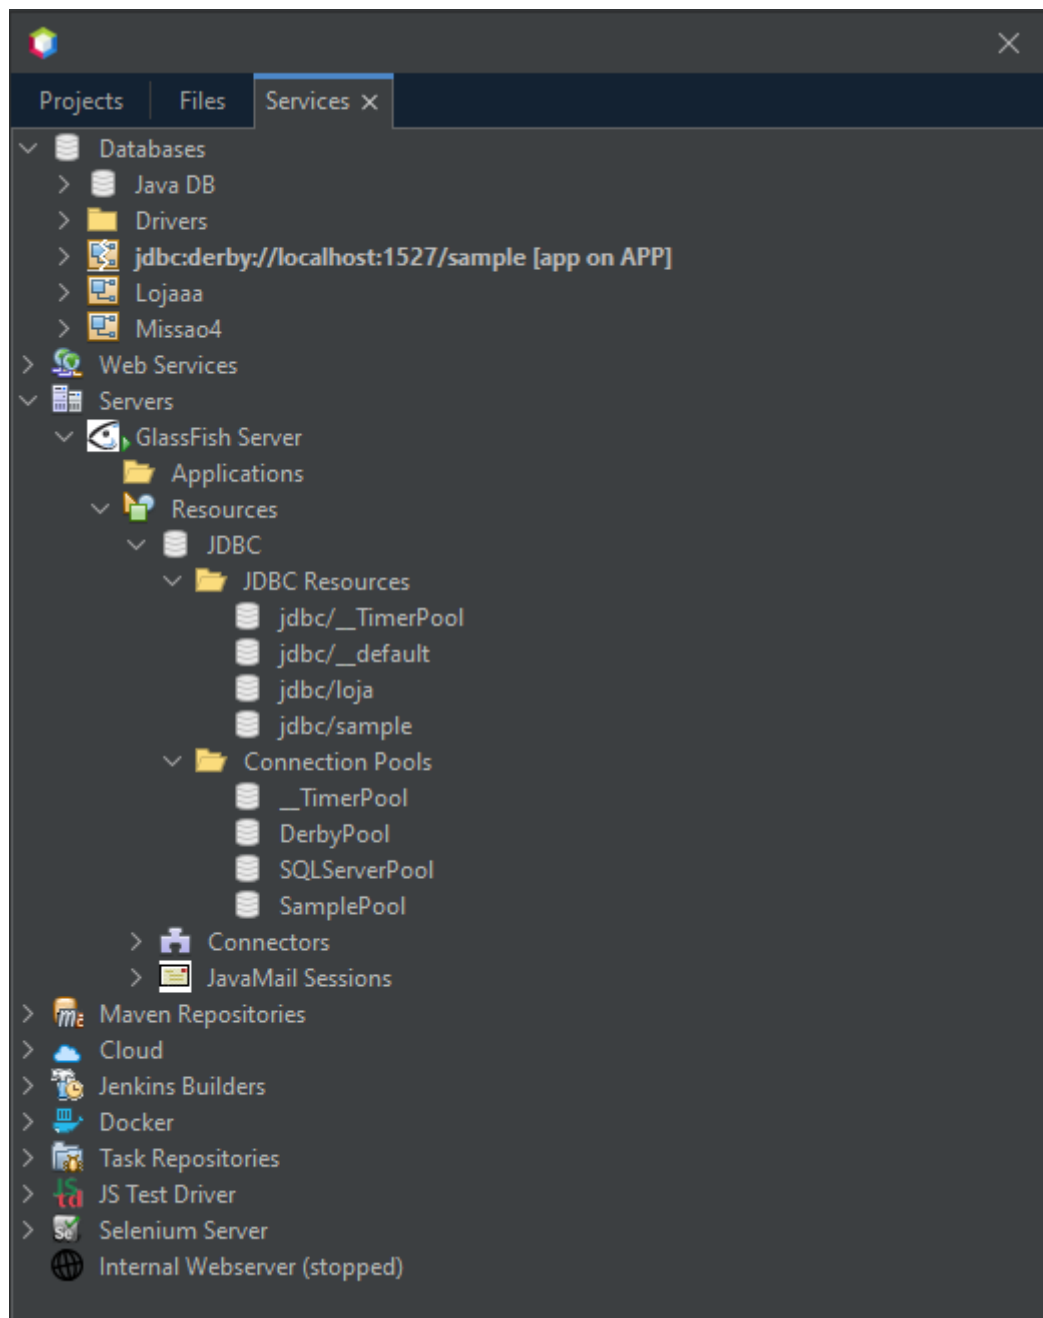 Projects Files Services
Databases
Java DB
Drivers
jdbc:derby://localhost:1527/sample [app on APP]
Lojaaa
Missao4
Web Services
Servers
GlassFish Server
Applications
Resources
JDBC
JDBC Resources
jdbc/__TimerPool
jdbc/__default
jdbc/loja
jdbc/sample
Connection Pools
__TimerPool
DerbyPool
SQLServerPool
SamplePool
Connectors
JavaMail Sessions
Maven Repositories
Cloud
Jenkins Builders
Docker
Task Repositories
JS Test Driver
Selenium Server
Internal Webserver (stopped)